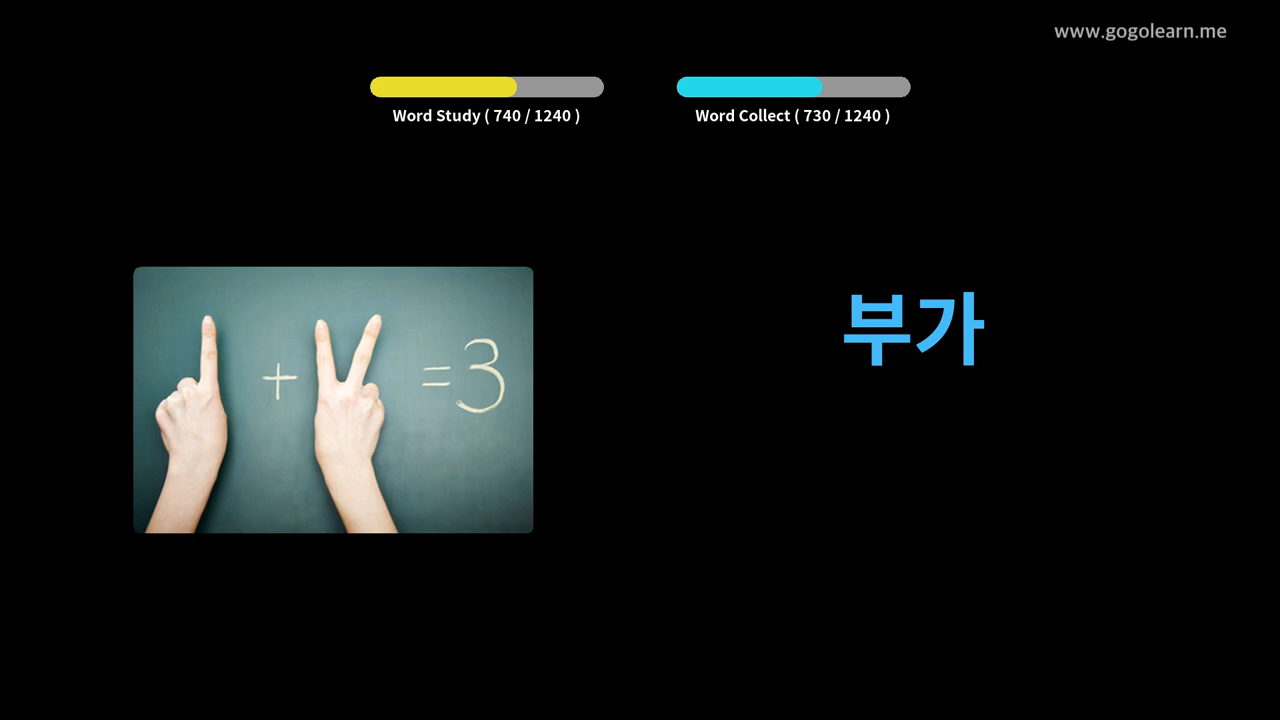 www.gogolearn.me
Word Study ( 740 / 1240 )
Word Collect ( 730 / 1240 )
+ =3
부가